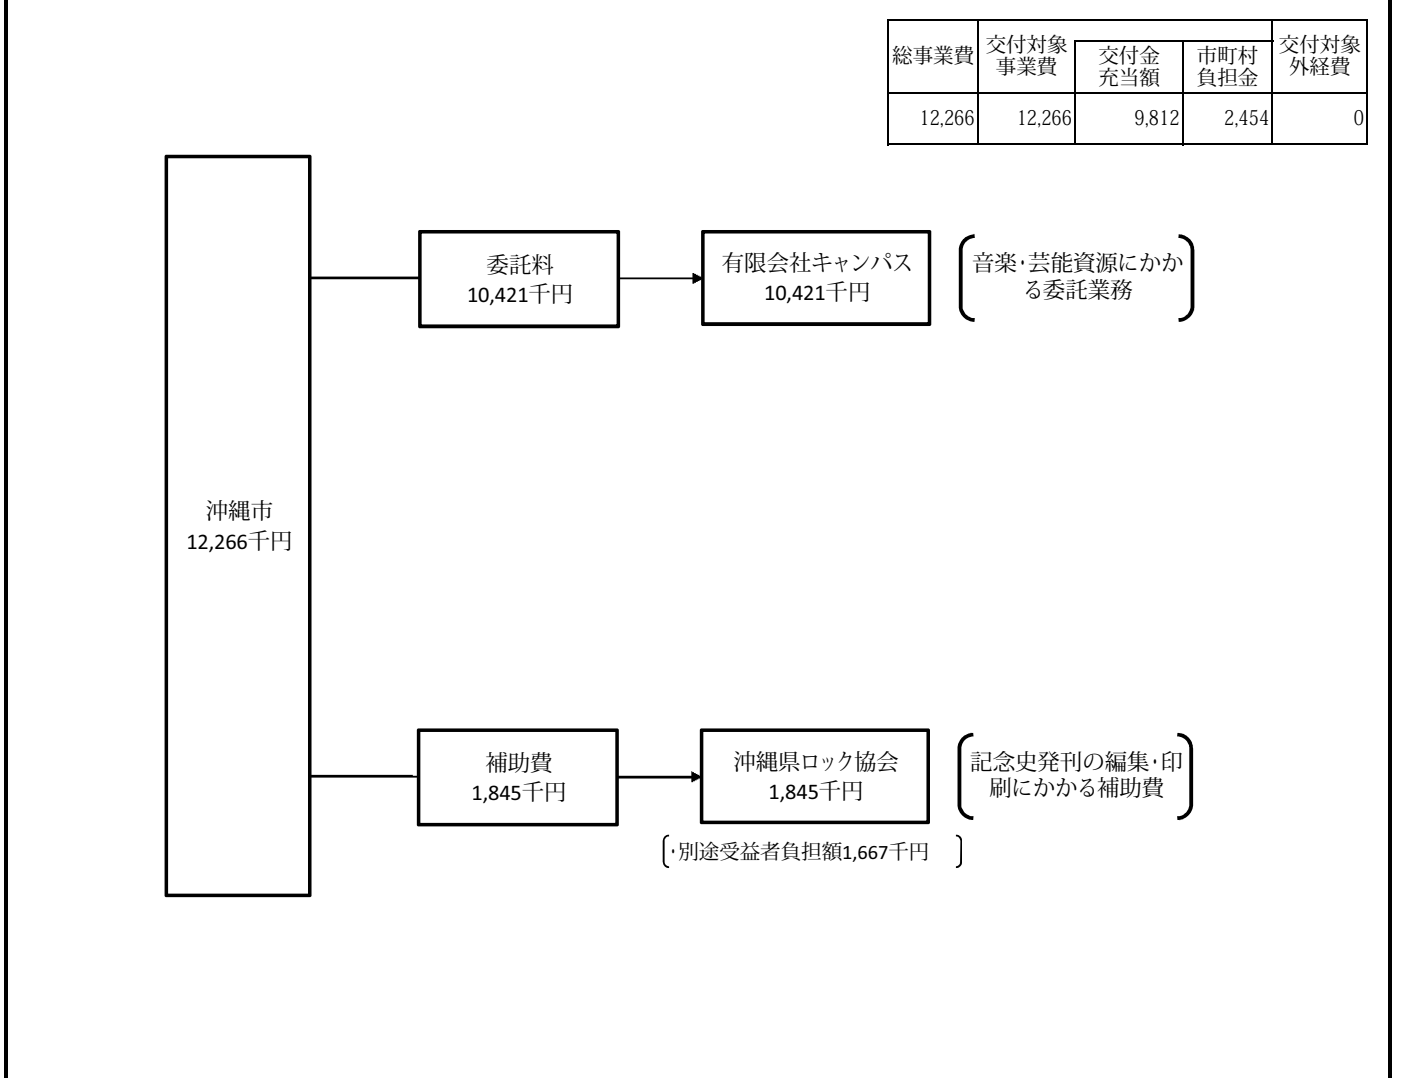 総事業費
交付対象
事業費
交付金
充当額
市町村
負担金
交付対象
外経費
12,266
12,266
9,812
2,454
0
委託料
10,421千円
有限会社キャンパス
10,421千円
音楽・芸能資源にかか
る委託業務
沖縄市
12,266千円
補助費
1,845千円
沖縄県ロック協会
1,845千円
記念史発刊の編集・印
刷にかかる補助費
・別途受益者負担額1,667千円